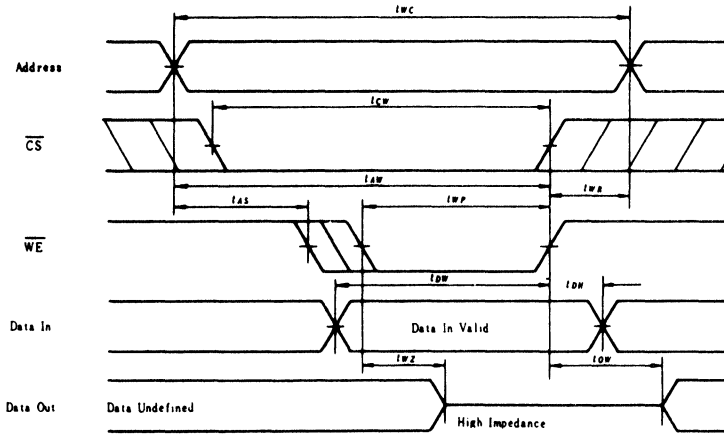 tWC
Address
tCW
CS
tAW
tWR
tAS
tWP
WE
tDW
tDH
Data In
Data In Valid
tWZ
tOW
Data Out
Data Undefined
High Impedance